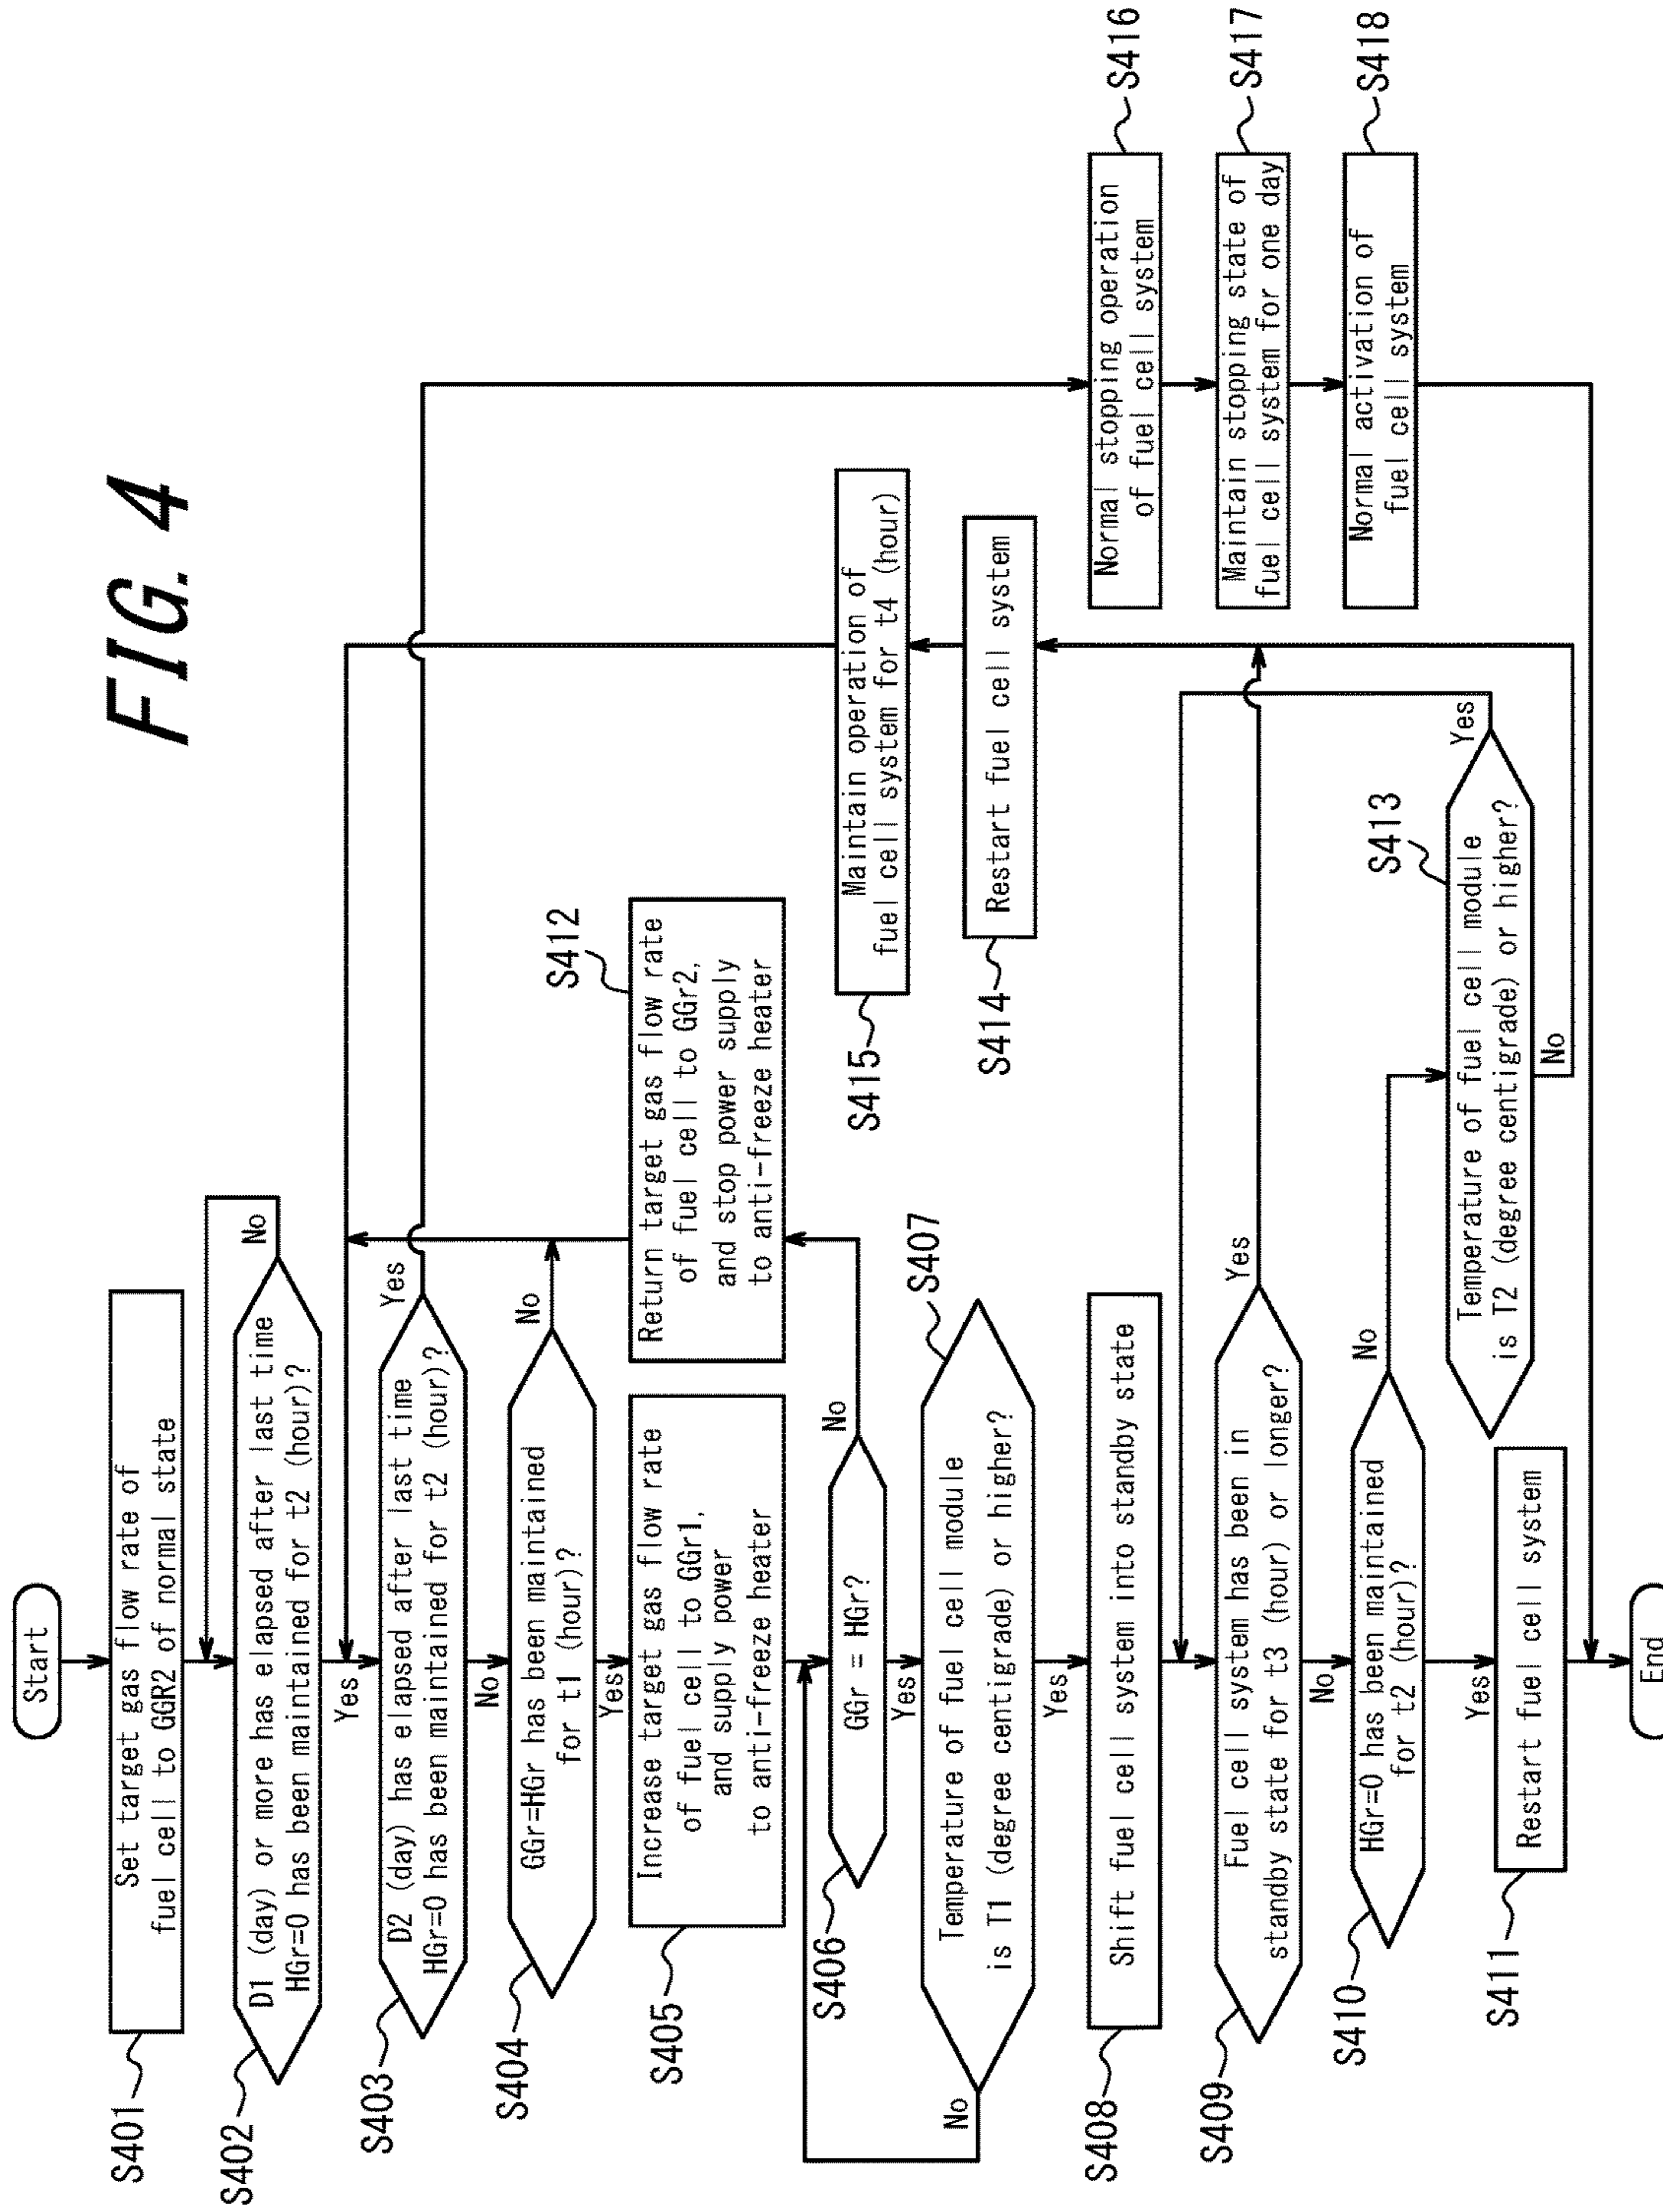 FIG. 4
Start
S401
Set target gas flow rate of
fuel cell to GGR2 of normal state
S402
D1 (day) or more has elapsed after last time
HGr=0 has been maintained for t2 (hour)?
No
Yes
S403
D2 (day) has elapsed after last time
HGr=0 has been maintained for t2 (hour)?
Yes
No
S404
GGr=HGr has been maintained
for t1 (hour)?
No
Yes
S405
Increase target gas flow rate
of fuel cell to GGr1,
and supply power
to anti-freeze heater
S412
Return target gas flow rate
of fuel cell to GGr2,
and stop power supply
to anti-freeze heater
S406
GGr = HGr?
No
Yes
S407
Temperature of fuel cell module
is T1 (degree centigrade) or higher?
No
Yes
S415
Maintain operation of
fuel cell system for t4 (hour)
S414
Restart fuel cell system
S408
Shift fuel cell system into standby state
S416
Normal stopping operation
of fuel cell system
S409
Fuel cell system has been in
standby state for t3 (hour) or longer?
Yes
No
S417
Maintain stopping state of
fuel cell system for one day
S410
HGr=0 has been maintained
for t2 (hour)?
No
Yes
S418
Normal activation of
fuel cell system
S413
Temperature of fuel cell module
is T2 (degree centigrade) or higher?
Yes
No
S411
Restart fuel cell system
End